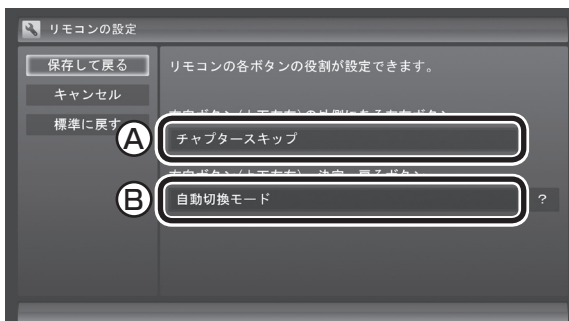 リモコンの設定
保存して戻る
リモコンの各ボタンの役割が設定できます。
キャンセル
標準に戻す
A
チャプタースキップ
B
自動切換モード
?